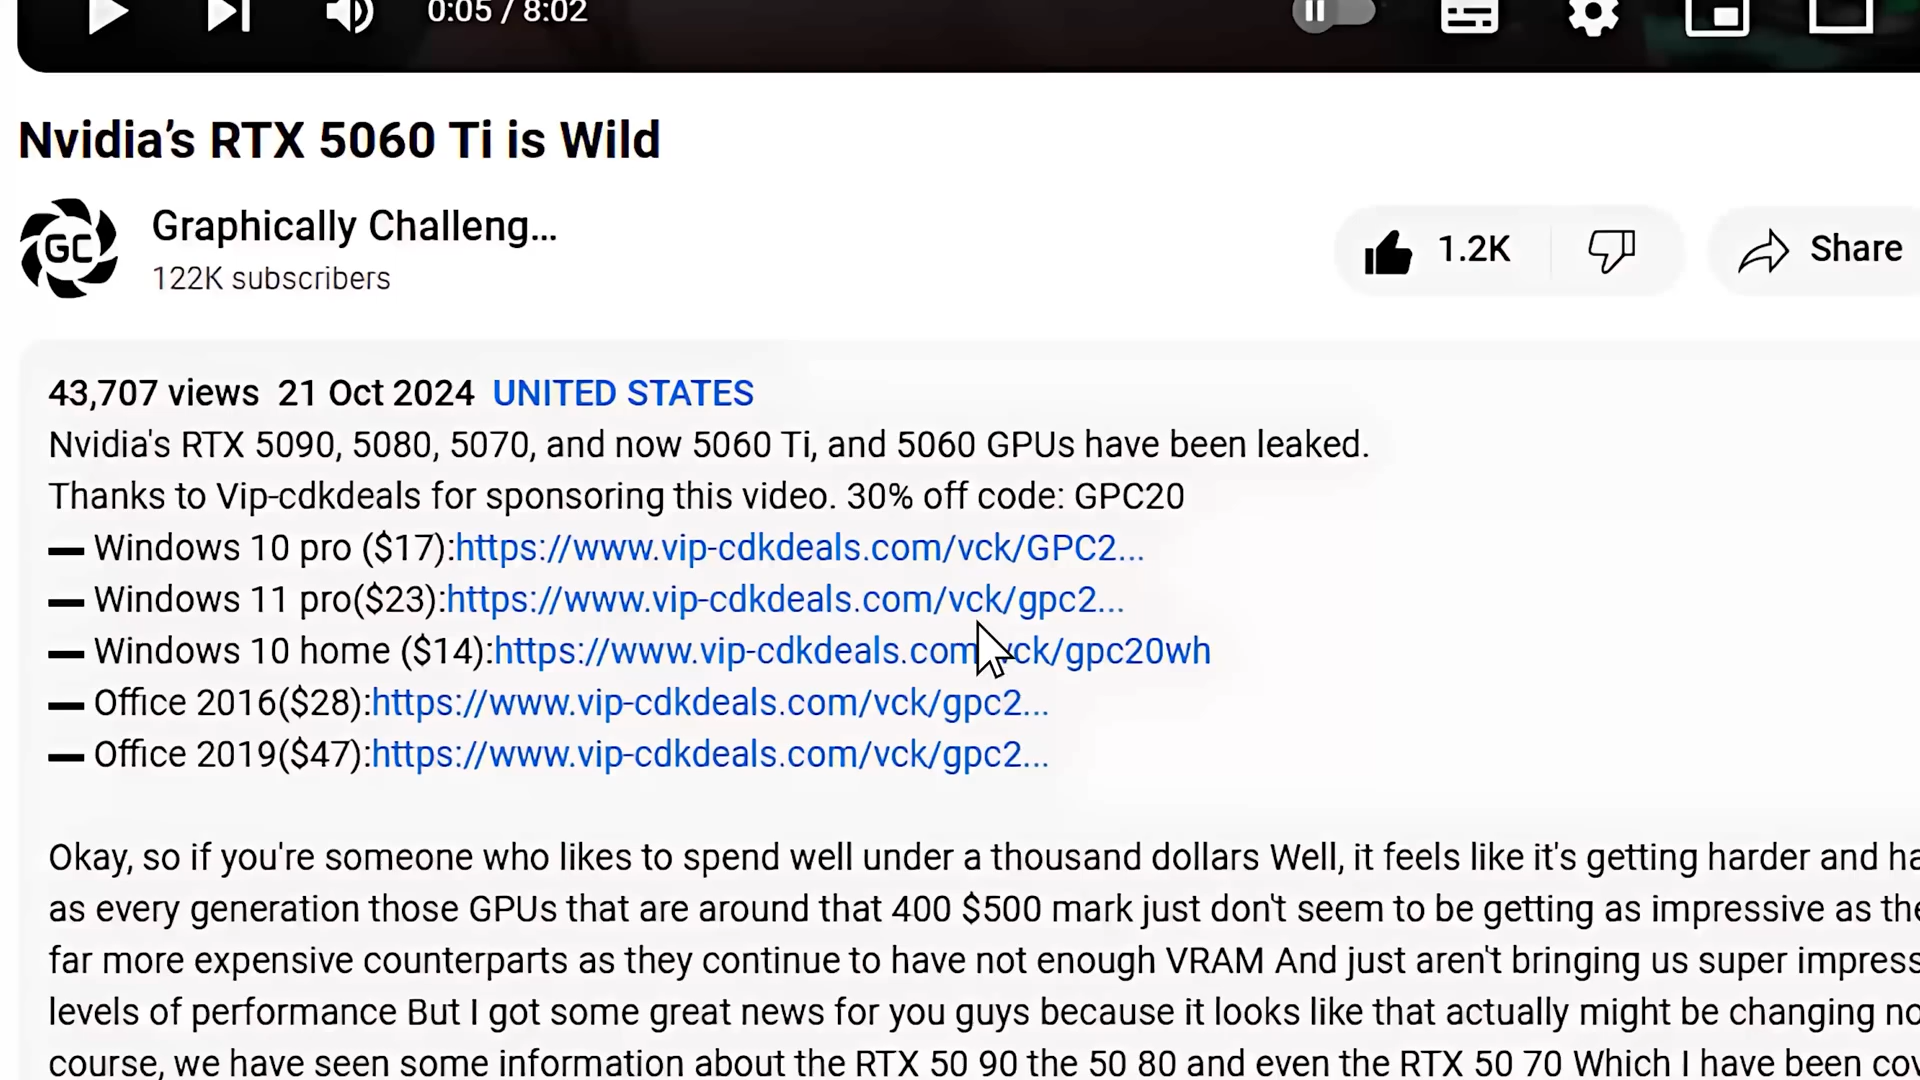 0:05 / 8:02
Nvidia’s RTX 5060 Ti is Wild
GC
Graphically Challeng...
122K subscribers
1.2K
Share
43,707 views 21 Oct 2024 UNITED STATES
Nvidia's RTX 5090, 5080, 5070, and now 5060 Ti, and 5060 GPUs have been leaked.
Thanks to Vip-cdkdeals for sponsoring this video. 30% off code: GPC20
▬ Windows 10 pro ($17):https://www.vip-cdkdeals.com/vck/GPC2...
▬ Windows 11 pro($23):https://www.vip-cdkdeals.com/vck/gpc2...
▬ Windows 10 home ($14):https://www.vip-cdkdeals.com/vck/gpc20wh
▬ Office 2016($28):https://www.vip-cdkdeals.com/vck/gpc2...
▬ Office 2019($47):https://www.vip-cdkdeals.com/vck/gpc2...
Okay, so if you're someone who likes to spend well under a thousand dollars Well, it feels like it's getting harder and
as every generation those GPUs that are around that 400 $500 mark just don't seem to be getting as impressive as
far more expensive counterparts as they continue to have not enough VRAM And just aren't bringing us super
levels of performance But I got some great news for you guys because it looks like that actually might be changing
course, we have seen some information about the RTX 50 90 the 50 80 and even the RTX 50 70 Which I have been